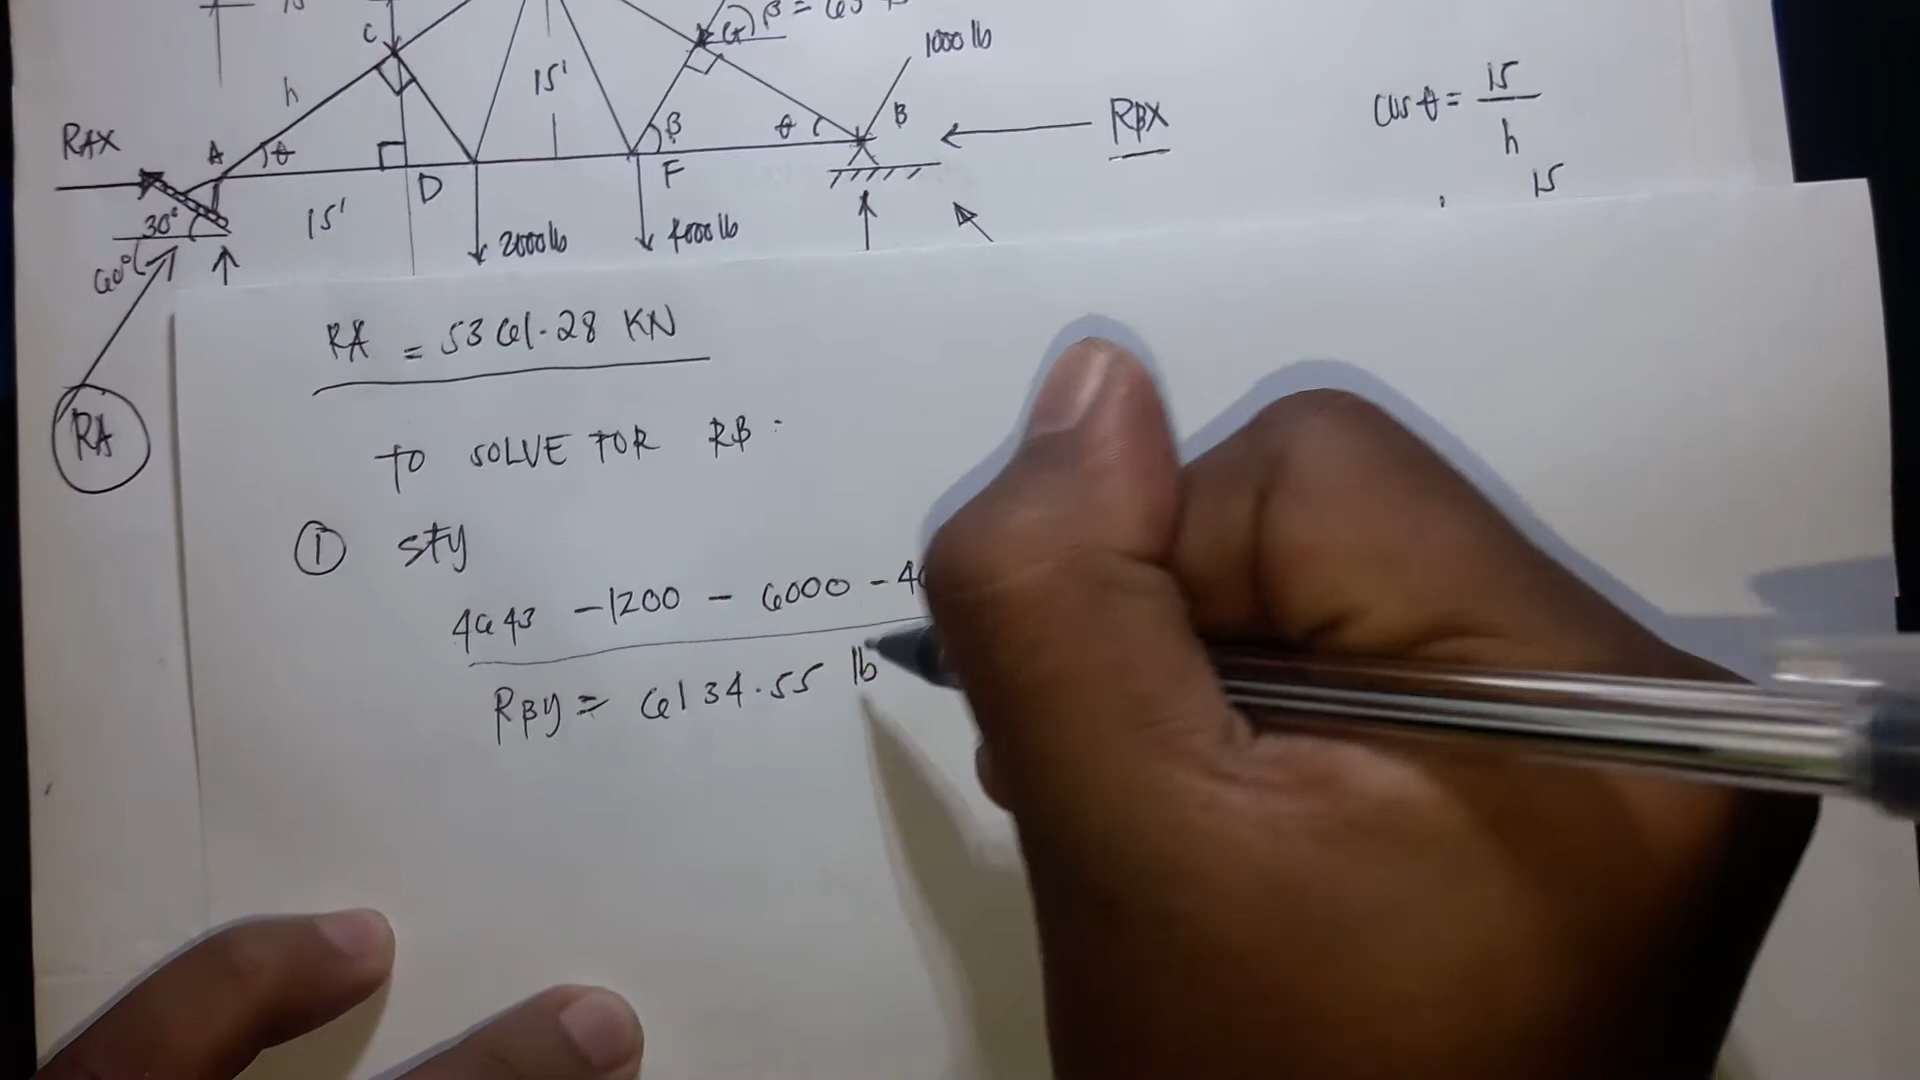 C
β = 60
G
1000 lb
15'
h
cos θ = 15
h
RAX
A
θ
β
θ
B
RBX
15
D
F
30°
15'
2000 lb
4000 lb
60°
RA = 5361.28 KN
RA
TO SOLVE FOR RB :
① ΣFy
4643 - 1200 - 6000 -
RBy = 6134.55 lb